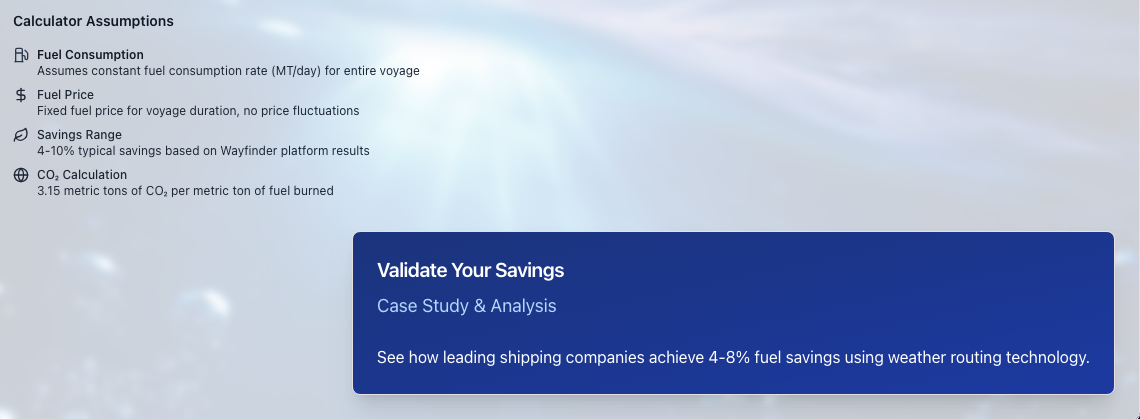 Calculator Assumptions
Fuel Consumption
Assumes constant fuel consumption rate (MT/day) for entire voyage
Fuel Price
Fixed fuel price for voyage duration, no price fluctuations
Savings Range
4-10% typical savings based on Wayfinder platform results
CO₂ Calculation
3.15 metric tons of CO₂ per metric ton of fuel burned
Validate Your Savings
Case Study & Analysis
See how leading shipping companies achieve 4-8% fuel savings using weather routing technology.